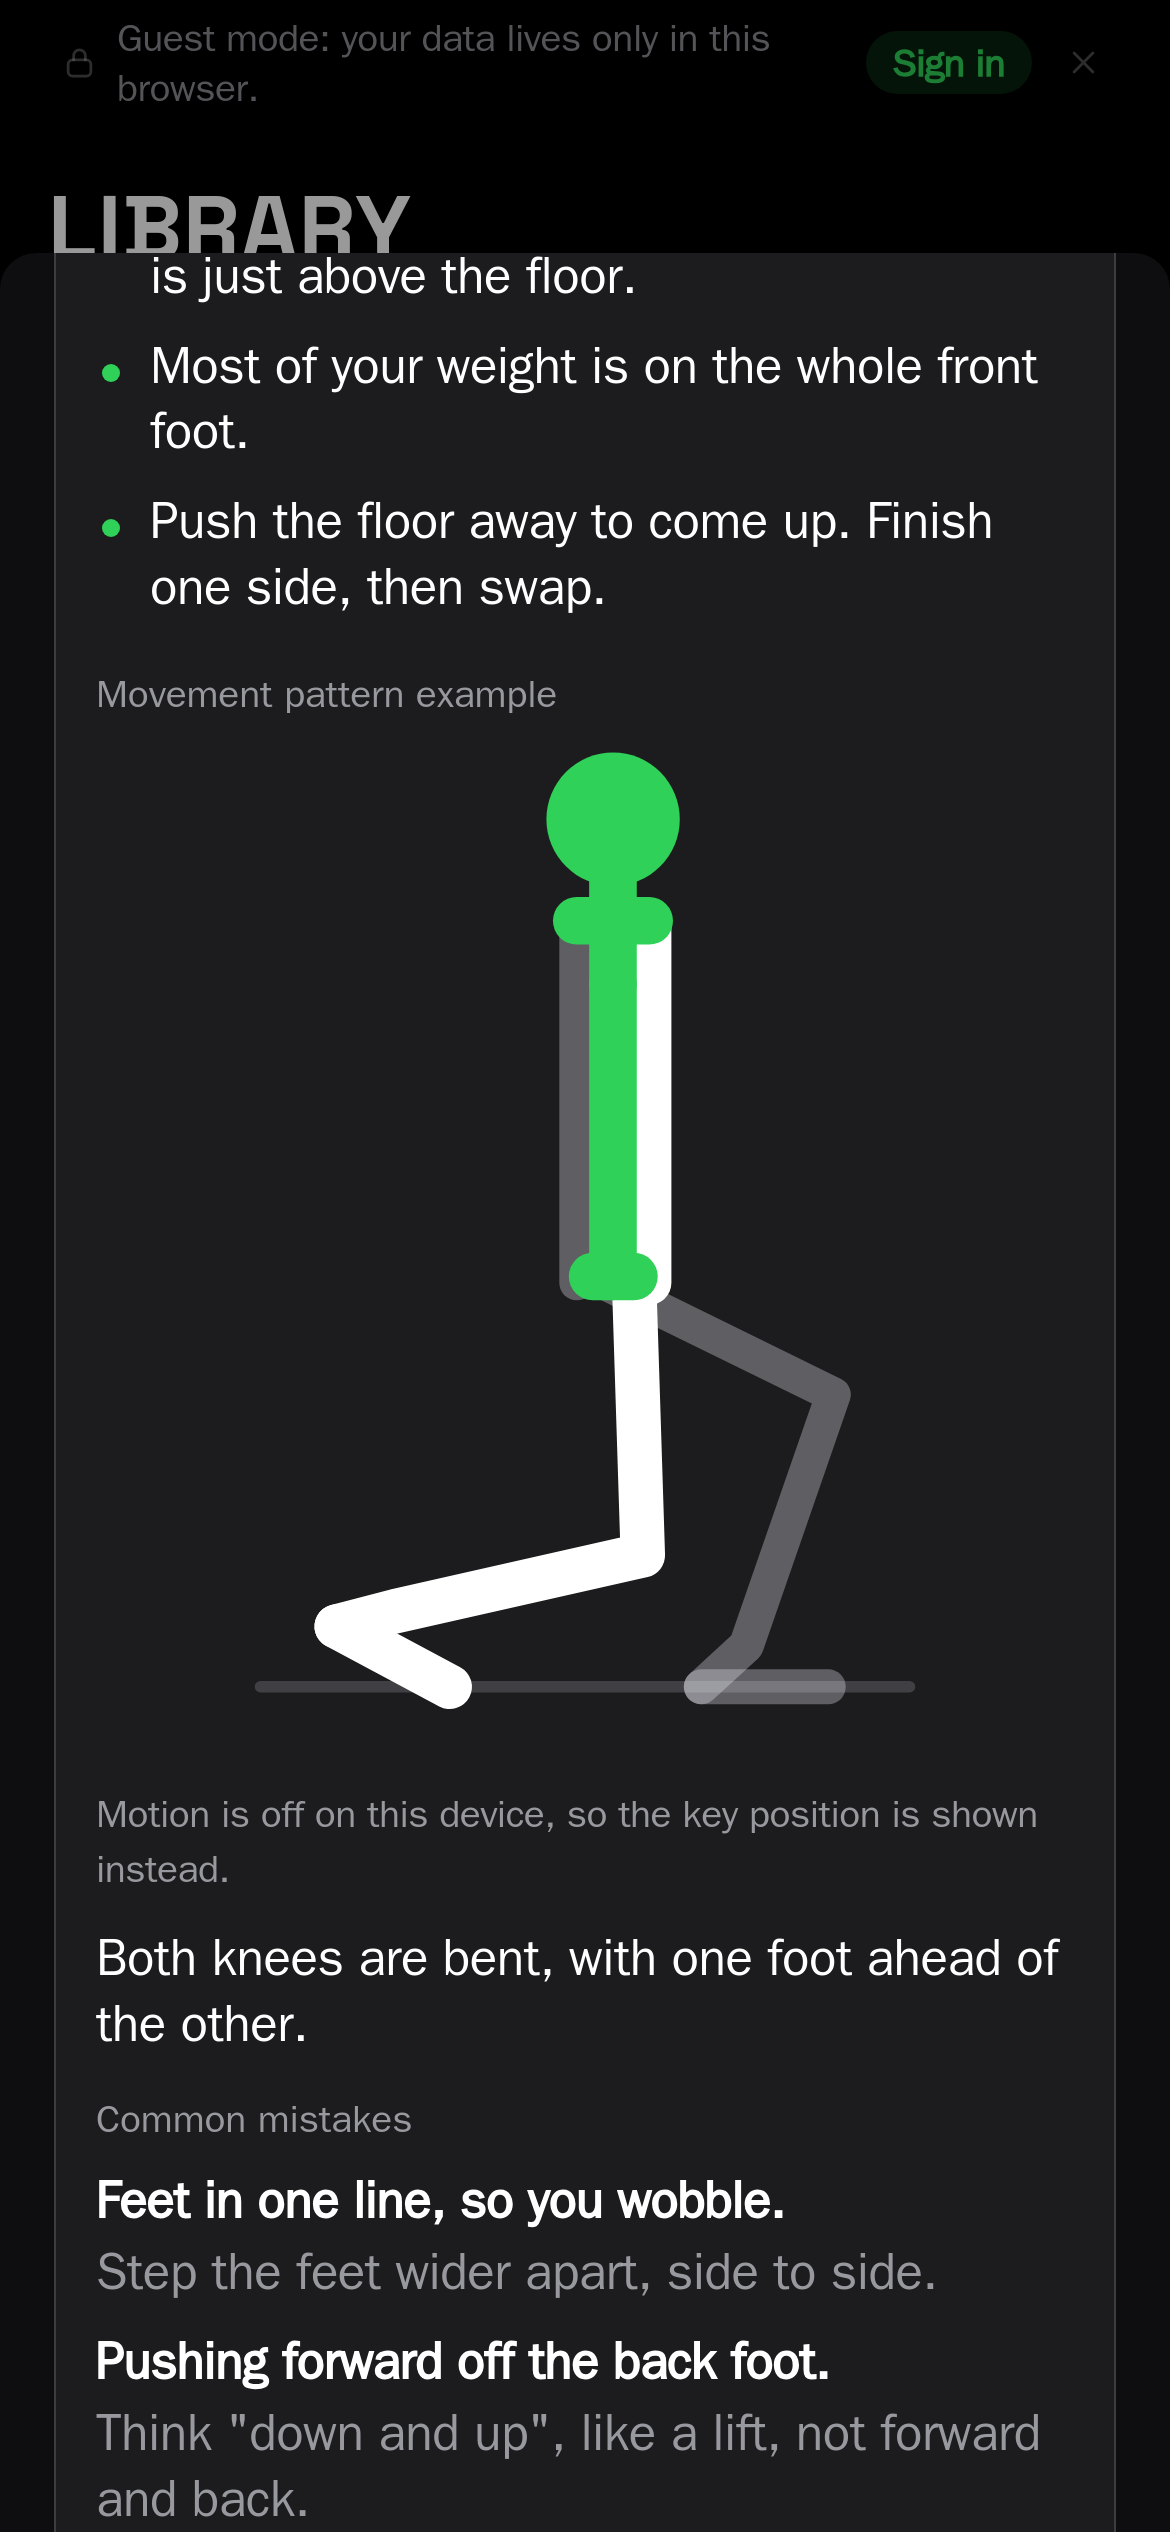 Guest mode: your data lives only in this
browser.
Sign in
LIBRARY
is just above the floor.
Most of your weight is on the whole front
foot.
Push the floor away to come up. Finish
one side, then swap.
Movement pattern example
Motion is off on this device, so the key position is shown
instead.
Both knees are bent, with one foot ahead of
the other.
Common mistakes
Feet in one line, so you wobble.
Step the feet wider apart, side to side.
Pushing forward off the back foot.
Think "down and up", like a lift, not forward
and back.